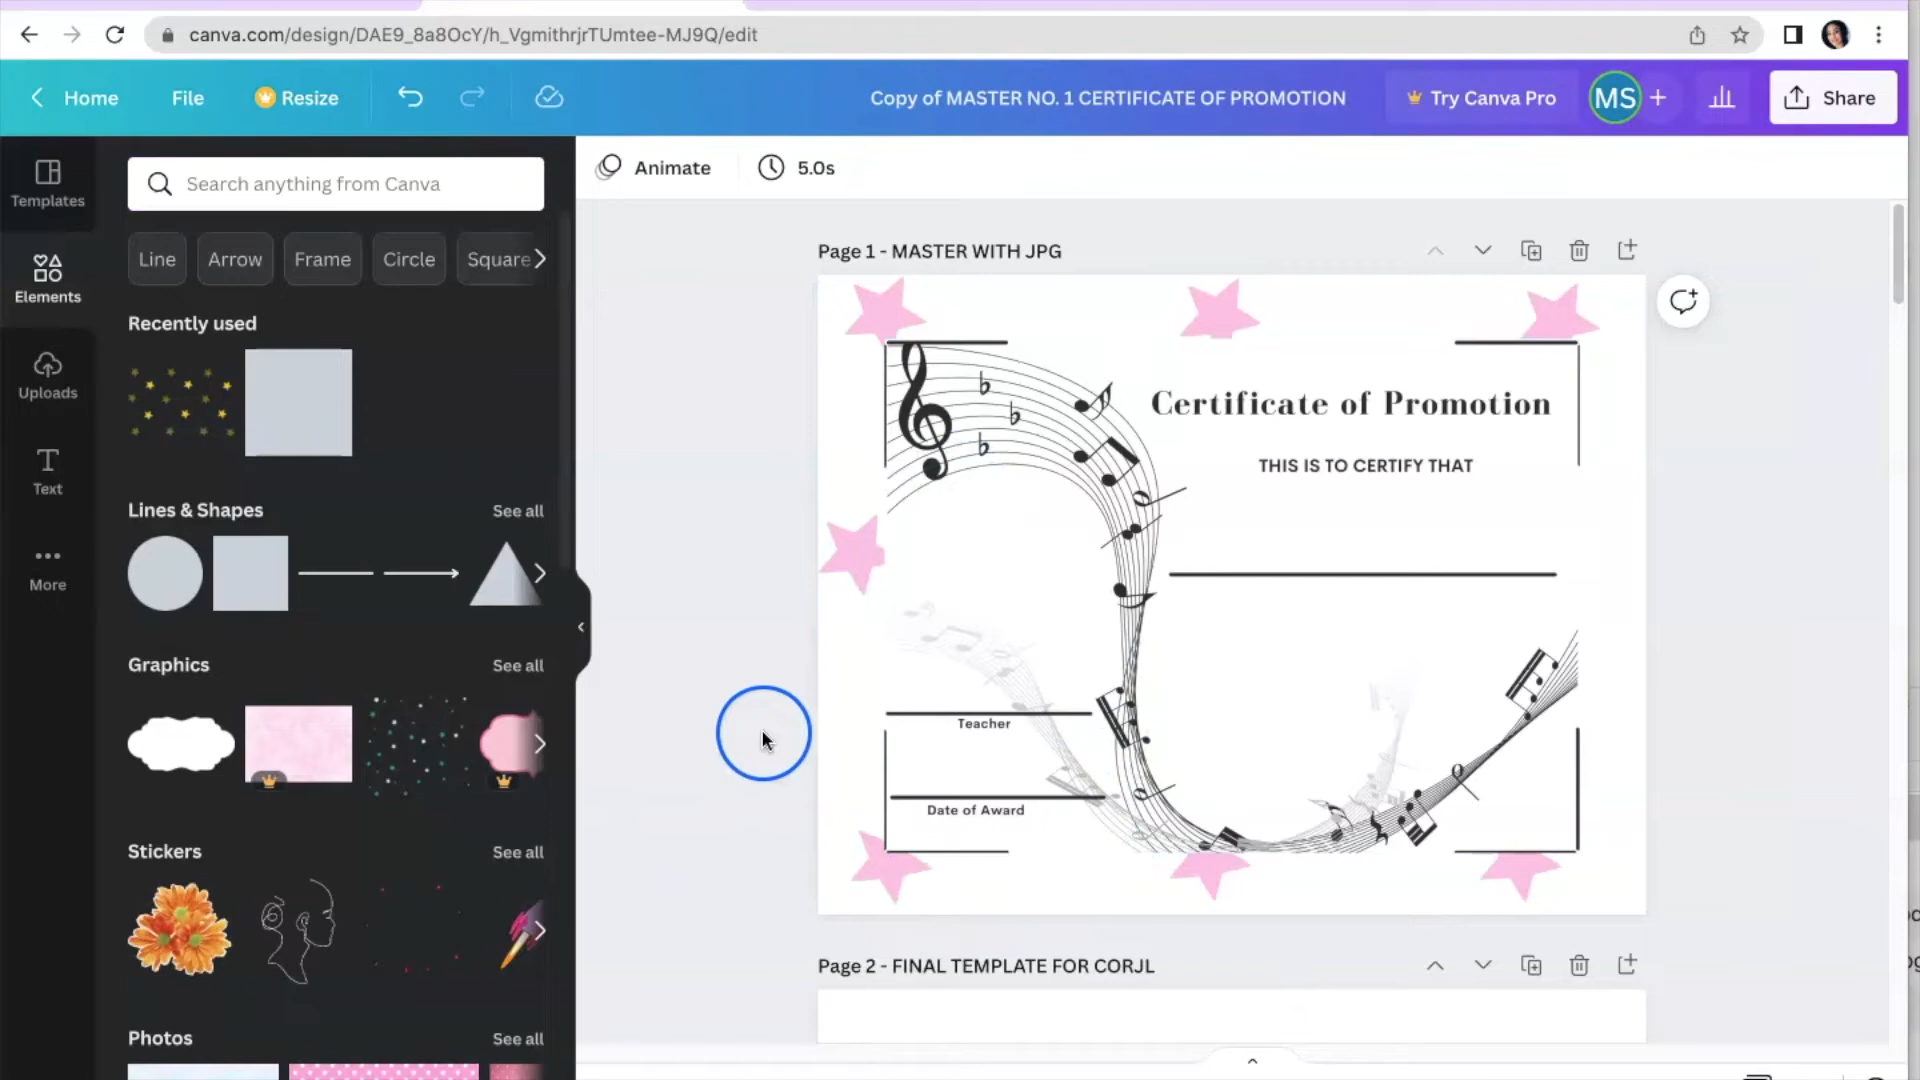 canva.com/design/DAE9_8a8OcY/h_VgmithrjrTUmtee-MJ9Q/edit
Home
File
Resize
Copy of MASTER NO. 1 CERTIFICATE OF PROMOTION
Try Canva Pro
MS
Share
Templates
Elements
Uploads
Text
More
Search anything from Canva
Line
Arrow
Frame
Circle
Square
Recently used
Lines & Shapes
See all
Graphics
See all
Stickers
See all
Photos
See all
Animate
5.0s
Page 1 - MASTER WITH JPG
Certificate of Promotion
THIS IS TO CERTIFY THAT
Teacher
Date of Award
Page 2 - FINAL TEMPLATE FOR CORJL